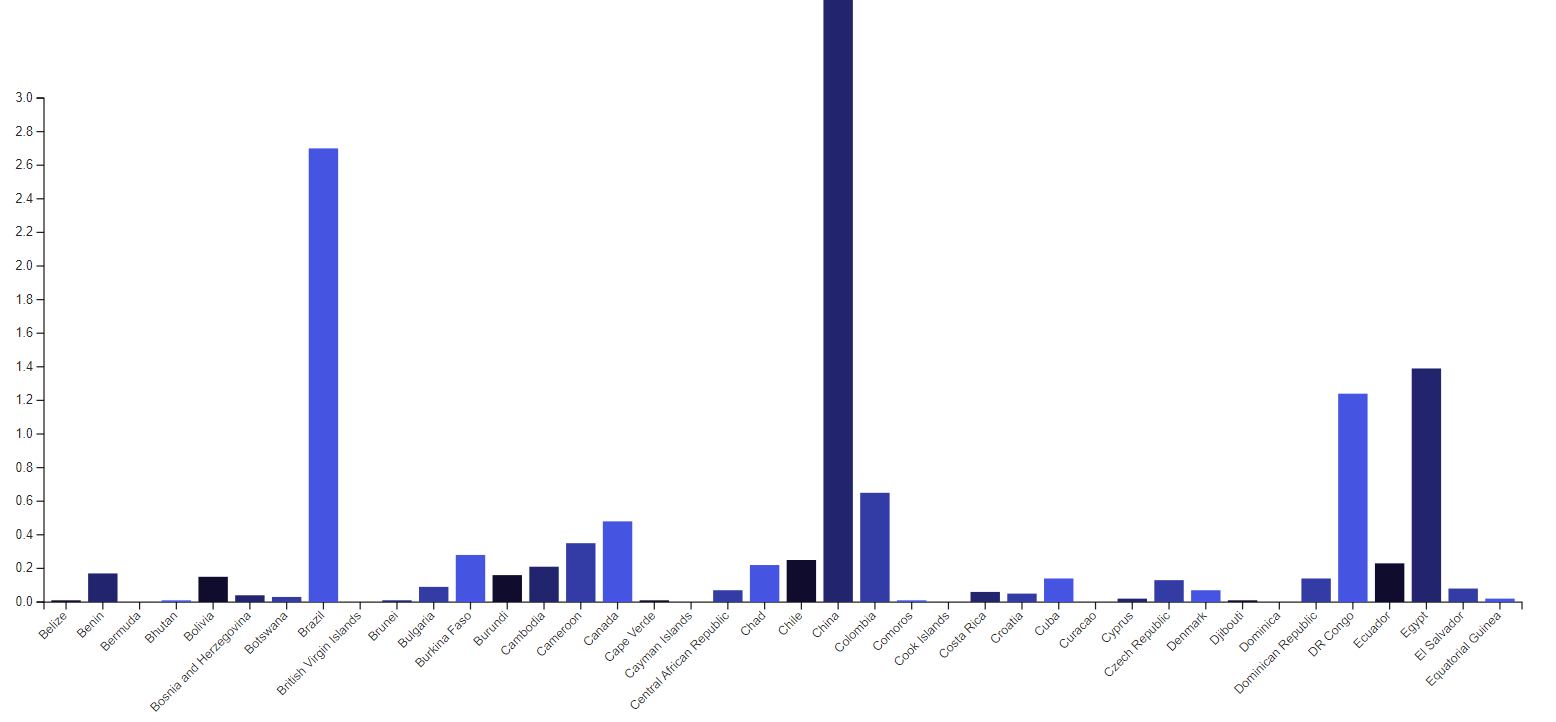 3.0
2.8
2.6
2.4
2.2
2.0
1.8
1.6
1.4
1.2
1.0
0.8
0.6
0.4
0.2
0.0
Belize
Benin
Bermuda
Bhutan
Bolivia
Bosnia and Herzegovina
Botswana
Brazil
British Virgin Islands
Brunei
Bulgaria
Burkina Faso
Burundi
Cambodia
Cameroon
Canada
Cape Verde
Cayman Islands
Central African Republic
Chad
Chile
China
Colombia
Comoros
Cook Islands
Costa Rica
Croatia
Cuba
Curacao
Cyprus
Czech Republic
Denmark
Djibouti
Dominica
Dominican Republic
DR Congo
Ecuador
Egypt
El Salvador
Equatorial Guinea